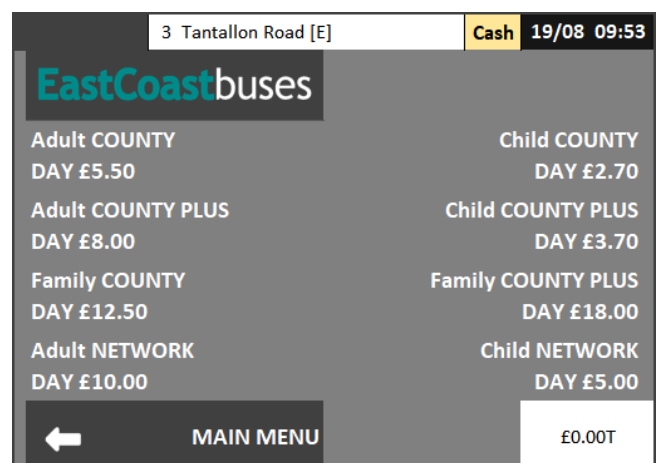 3 Tantallon Road [E]
Cash
19/08 09:53
EastCoastbuses
Adult COUNTY
DAY £5.50
Child COUNTY
DAY £2.70
Adult COUNTY PLUS
DAY £8.00
Child COUNTY PLUS
DAY £3.70
Family COUNTY
DAY £12.50
Family COUNTY PLUS
DAY £18.00
Adult NETWORK
DAY £10.00
Child NETWORK
DAY £5.00
MAIN MENU
£0.00T